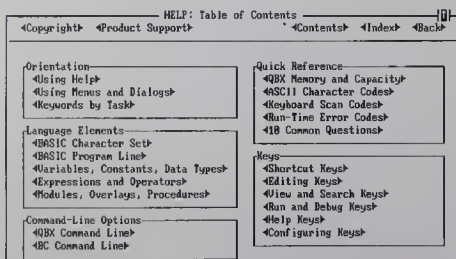 HELP: Table of Contents
◄Copyright► ◄Product Support► ◄Contents► ◄Index► ◄Back►
Orientation
◄Using Help►
◄Using Menus and Dialogs►
◄Keywords by Task►
Language Elements
◄BASIC Character Set►
◄BASIC Program Line►
◄Variables, Constants, Data Types►
◄Expressions and Operators►
◄Modules, Overlays, Procedures►
Command-Line Options
◄QBX Command Line►
◄BC Command Line►
Quick Reference
◄QBX Memory and Capacity►
◄ASCII Character Codes►
◄Keyboard Scan Codes►
◄Run-Time Error Codes►
◄10 Common Questions►
Keys
◄Shortcut Keys►
◄Editing Keys►
◄View and Search Keys►
◄Run and Debug Keys►
◄Help Keys►
◄Configuring Keys►